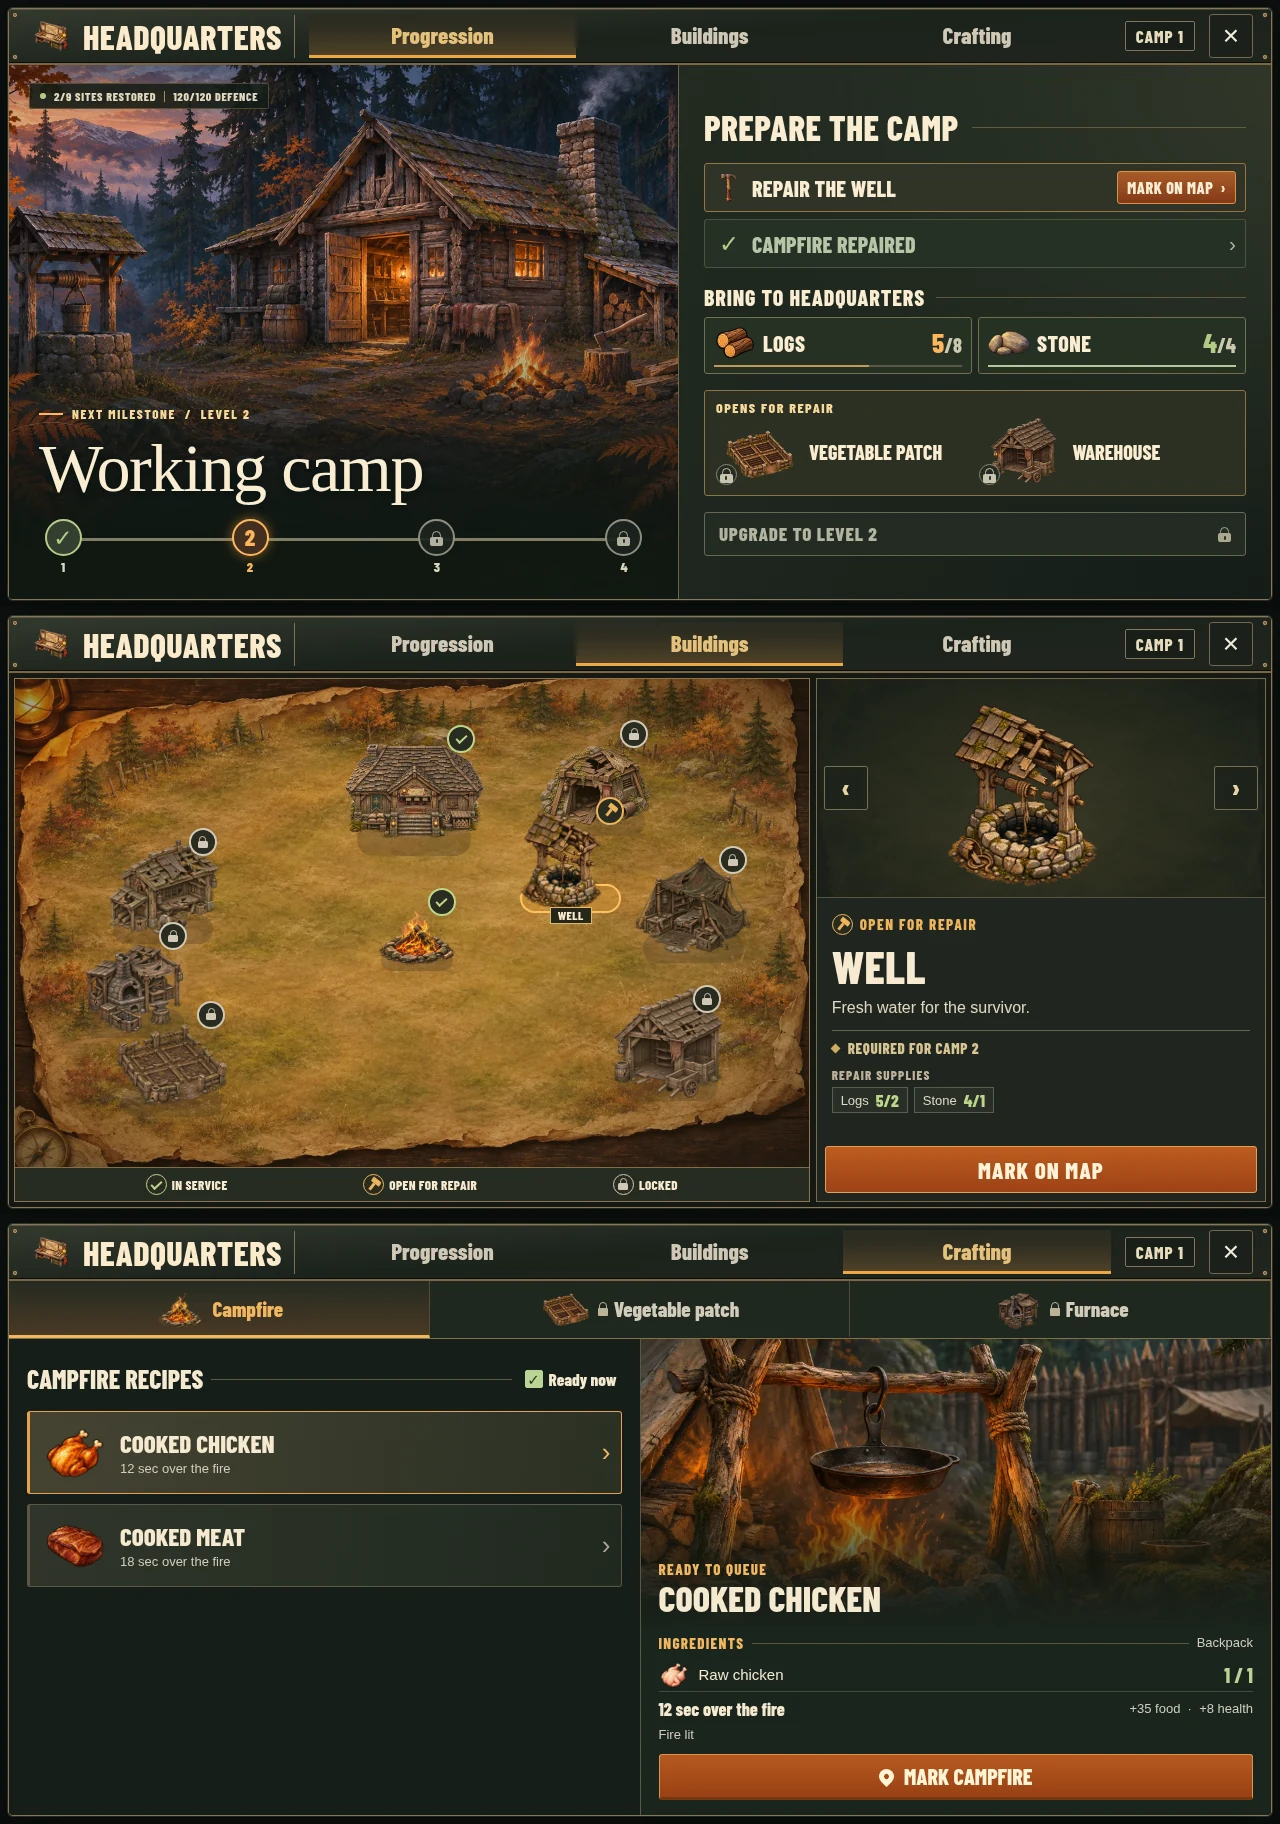 HEADQUARTERS
Progression
Buildings
Crafting
CAMP 1
2/9 SITES RESTORED | 120/120 DEFENCE
NEXT MILESTONE / LEVEL 2
Working camp
2
1
2
3
4
PREPARE THE CAMP
REPAIR THE WELL
MARK ON MAP ›
CAMPFIRE REPAIRED
BRING TO HEADQUARTERS
LOGS 5/8
STONE 4/4
OPENS FOR REPAIR
VEGETABLE PATCH
WAREHOUSE
UPGRADE TO LEVEL 2
HEADQUARTERS
Progression
Buildings
Crafting
CAMP 1
WELL
IN SERVICE
OPEN FOR REPAIR
LOCKED
OPEN FOR REPAIR
WELL
Fresh water for the survivor.
REQUIRED FOR CAMP 2
REPAIR SUPPLIES
Logs 5/2
Stone 4/1
MARK ON MAP
HEADQUARTERS
Progression
Buildings
Crafting
CAMP 1
Campfire
Vegetable patch
Furnace
CAMPFIRE RECIPES
Ready now
COOKED CHICKEN
12 sec over the fire
COOKED MEAT
18 sec over the fire
READY TO QUEUE
COOKED CHICKEN
INGREDIENTS
Backpack
Raw chicken
1 / 1
12 sec over the fire
+35 food · +8 health
Fire lit
MARK CAMPFIRE